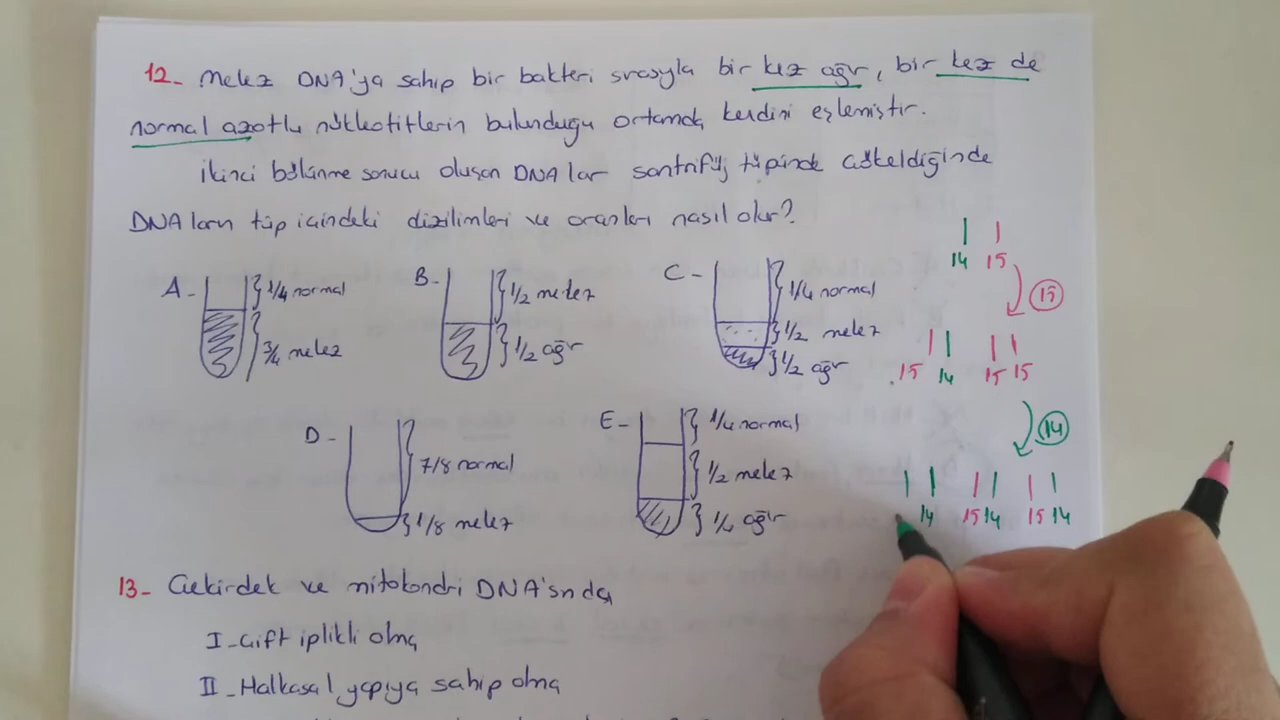 12- Melez DNA'ya sahip bir bakteri sırasıyla bir kez ağır, bir kez de
normal azotlu nükleotitlerin bulunduğu ortamda kendini eşlemiştir.
İkinci bölünme sonucu oluşan DNA lar santrifüj tüpünde çökeldiğinde
DNA ların tüp içindeki dizilimleri ve oranları nasıl olur?
A- 1/4 normal
3/4 melez
B- 1/2 melez
1/2 ağır
C- 1/4 normal
1/2 melez
1/2 ağır
D- 7/8 normal
1/8 melez
E- 1/4 normal
1/2 melez
1/4 ağır
14 15
15
15 14 15 15
14
14 15 14 15 14
13- Çekirdek ve mitokondri DNA'sında
I- Çift iplikli olma
II- Halkasal yapıya sahip olma